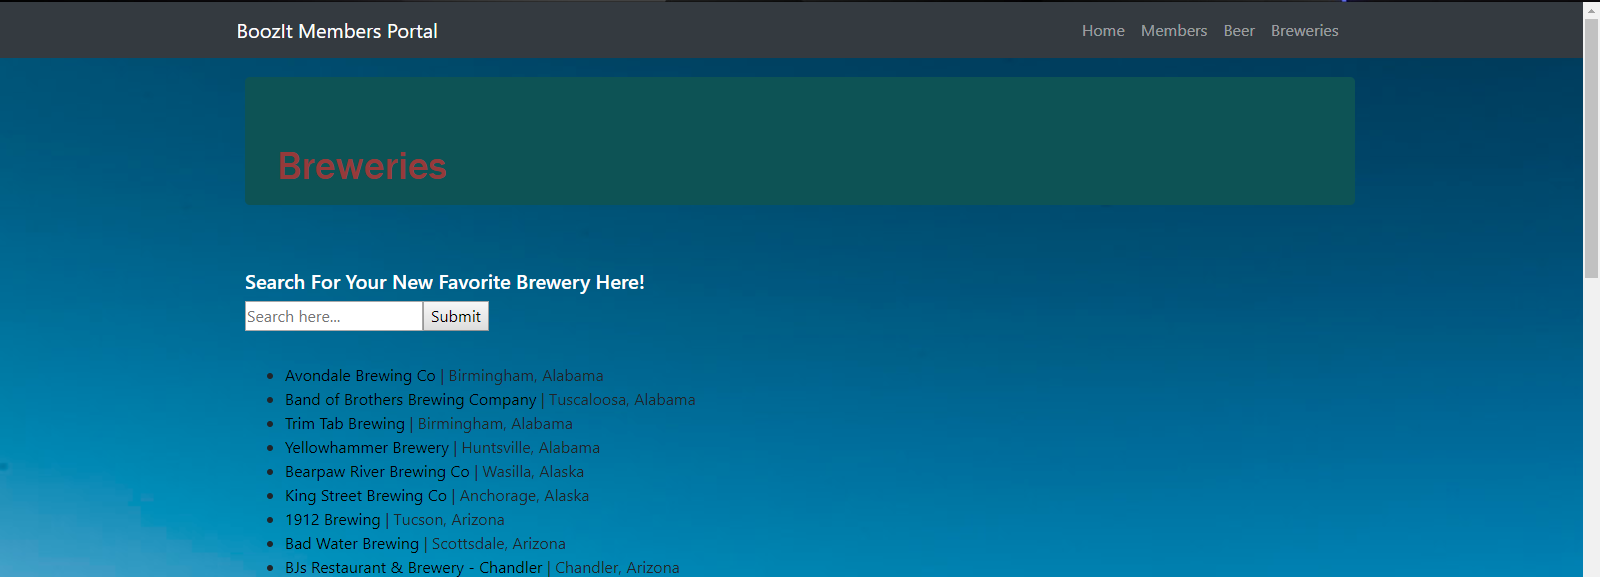 BoozIt Members Portal Home Members Beer Breweries
Breweries
Search For Your New Favorite Brewery Here!
Search here... Submit
Avondale Brewing Co | Birmingham, Alabama
Band of Brothers Brewing Company | Tuscaloosa, Alabama
Trim Tab Brewing | Birmingham, Alabama
Yellowhammer Brewery | Huntsville, Alabama
Bearpaw River Brewing Co | Wasilla, Alaska
King Street Brewing Co | Anchorage, Alaska
1912 Brewing | Tucson, Arizona
Bad Water Brewing | Scottsdale, Arizona
BJs Restaurant & Brewery - Chandler | Chandler, Arizona